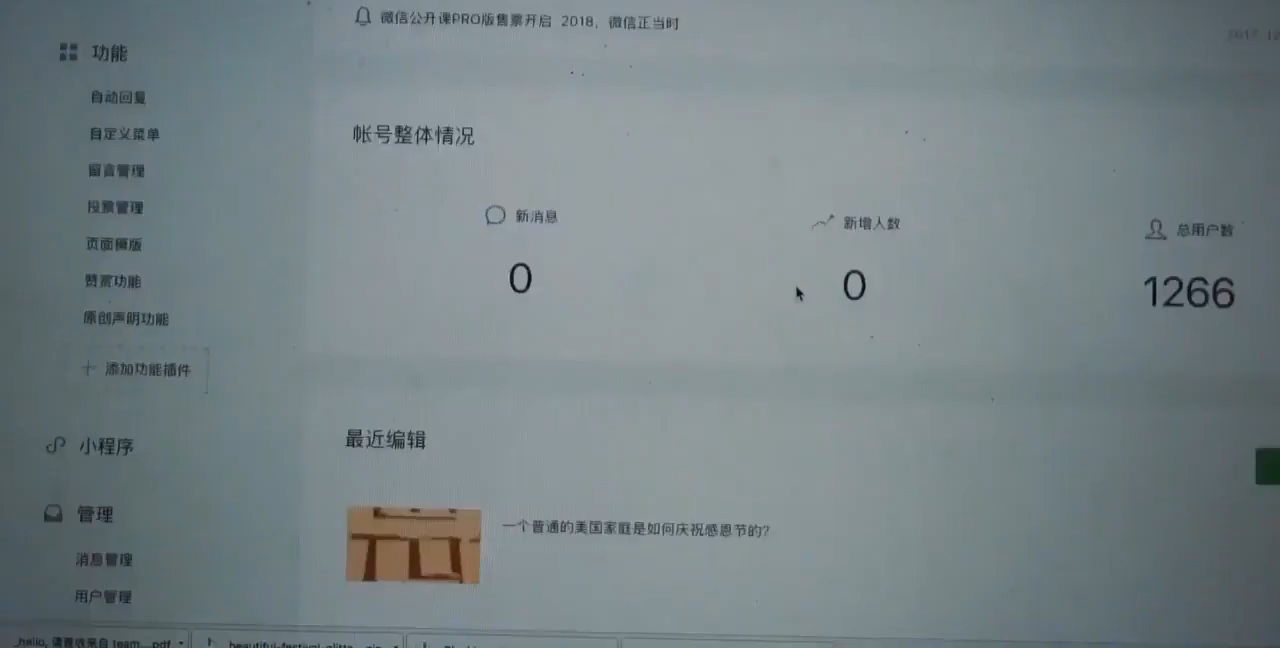 微信公开课PRO版售票开启 2018，微信正当时
功能
自动回复
自定义菜单
留言管理
投票管理
页面模版
赞赏功能
原创声明功能
添加功能插件
小程序
管理
消息管理
用户管理
帐号整体情况
新消息
0
新增人数
0
总用户数
1266
最近编辑
一个普通的美国家庭是如何庆祝感恩节的?